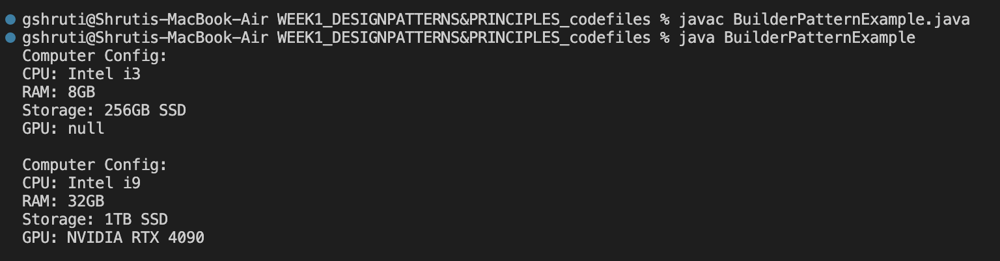 gshruti@Shrutis-MacBook-Air WEEK1_DESIGNPATTERNS&PRINCIPLES_codefiles % javac BuilderPatternExample.java
gshruti@Shrutis-MacBook-Air WEEK1_DESIGNPATTERNS&PRINCIPLES_codefiles % java BuilderPatternExample
Computer Config:
CPU: Intel i3
RAM: 8GB
Storage: 256GB SSD
GPU: null

Computer Config:
CPU: Intel i9
RAM: 32GB
Storage: 1TB SSD
GPU: NVIDIA RTX 4090